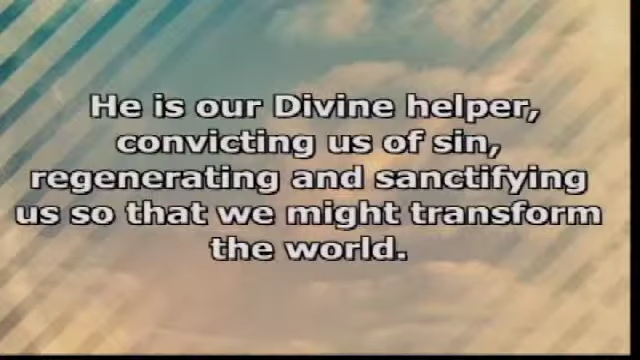 He is our Divine helper,
convicting us of sin,
regenerating and sanctifying
us so that we might transform
the world.